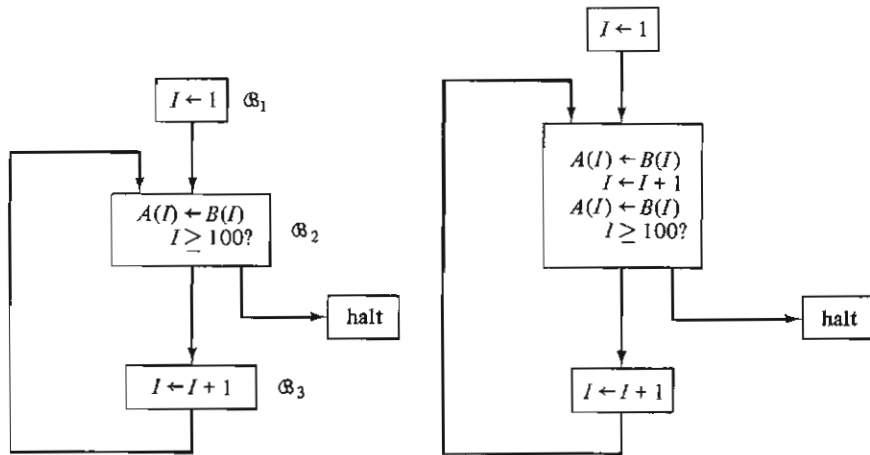 I ← 1 ℬ₁
A(I) ← B(I)
I ≥ 100? ℬ₂
halt
I ← I + 1 ℬ₃
I ← 1
A(I) ← B(I)
I ← I + 1
A(I) ← B(I)
I ≥ 100?
halt
I ← I + 1